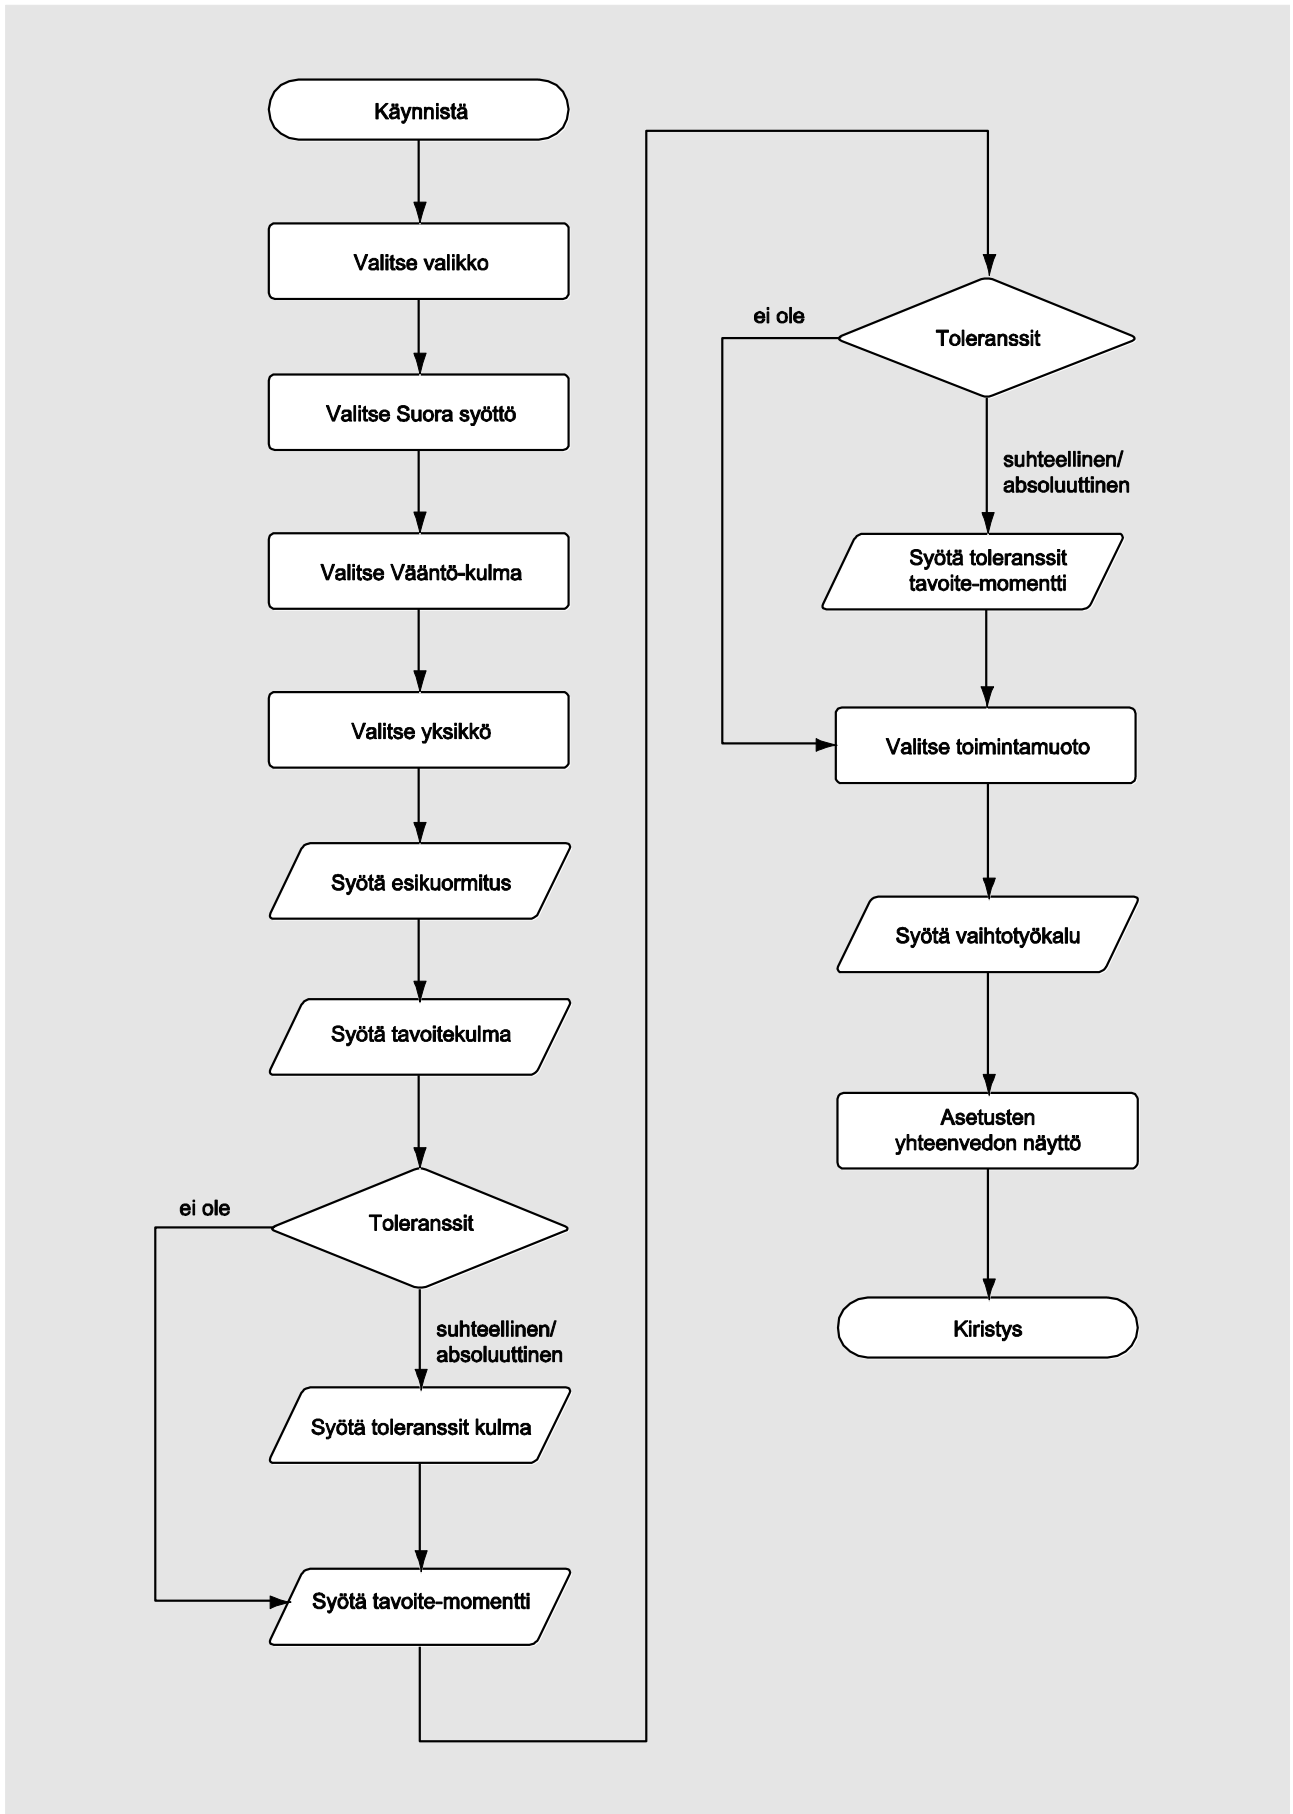 Käynnistä
Valitse valikko
Valitse Suora syöttö
Valitse Vääntö-kulma
Valitse yksikkö
Syötä esikuormitus
Syötä tavoitekulma
ei ole
Toleranssit
suhteellinen/
absoluuttinen
Syötä toleranssit kulma
Syötä tavoite-momentti
ei ole
Toleranssit
suhteellinen/
absoluuttinen
Syötä toleranssit
tavoite-momentti
Valitse toimintamuoto
Syötä vaihtotyökalu
Asetusten
yhteenvedon näyttö
Kiristys